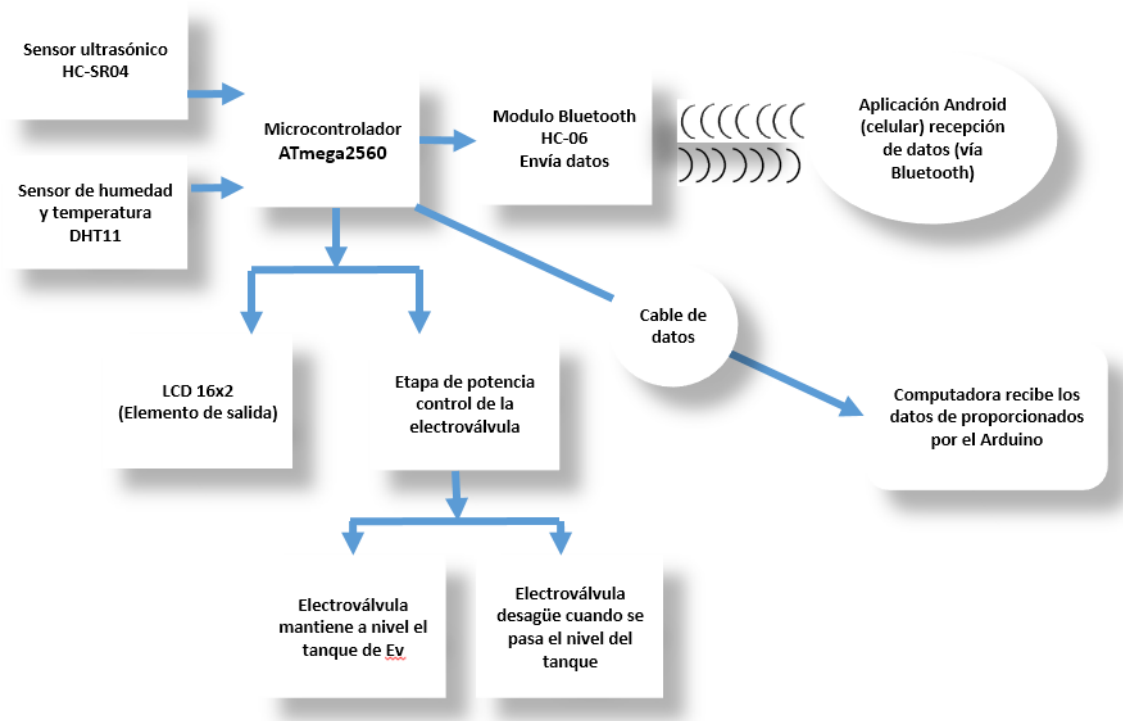 Sensor ultrasónico
HC-SR04
Sensor de humedad
y temperatura
DHT11
Microcontrolador
ATmega2560
Modulo Bluetooth
HC-06
Envía datos
Aplicación Android
(celular) recepción
de datos (vía
Bluetooth)
Cable de
datos
LCD 16x2
(Elemento de salida)
Etapa de potencia
control de la
electroválvula
Computadora recibe los
datos de proporcionados
por el Arduino
Electroválvula
mantiene a nivel el
tanque de Ev
Electroválvula
desagüe cuando se
pasa el nivel del
tanque